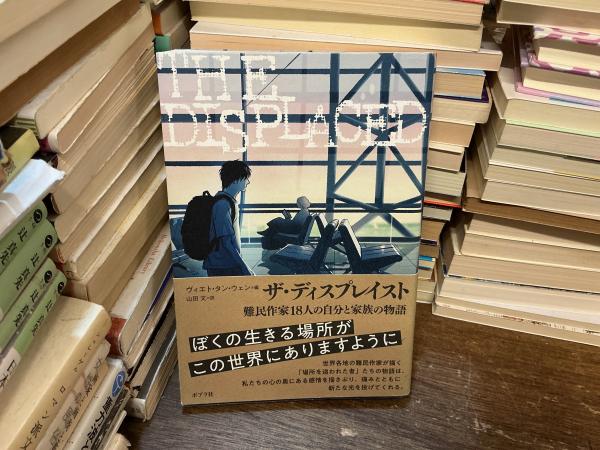 THE
DISPLACED
ヴィエト・タン・ウェン・編
山田 文・訳
ザ・ディスプレイスト
難民作家18人の自分と家族の物語
ぼくの生きる場所が
この世界にありますように
世界各地の難民作家が描く
「場所を追われた者」たちの物語は、
私たちの心の奥にある感情を揺さぶり、痛みとともに
新たな光を投げてくれる。
ポプラ社